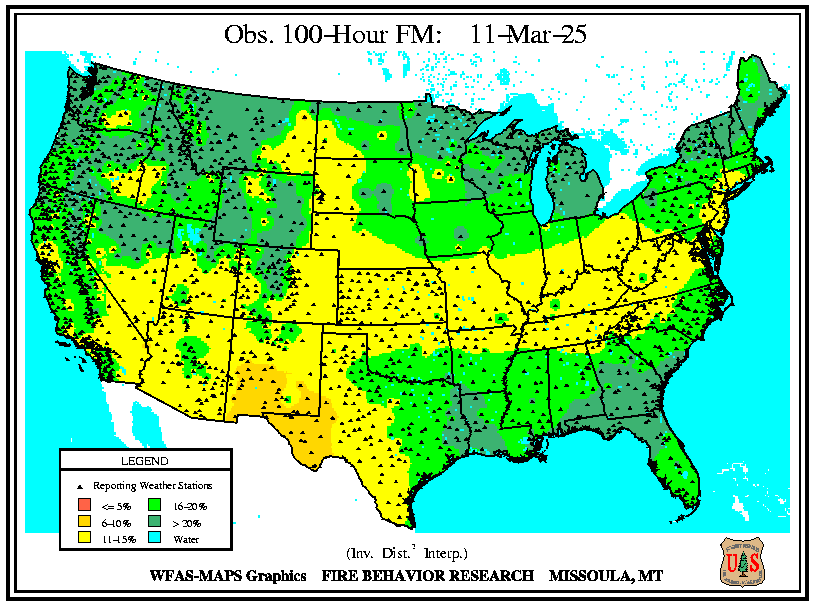 Obs. 100-Hour FM: 11-Mar-25
LEGEND
Reporting Weather Stations
<= 5%
16-20%
6-10%
> 20%
11-15%
Water
(Inv. Dist.² Interp.)
WFAS-MAPS Graphics FIRE BEHAVIOR RESEARCH MISSOULA, MT
U S